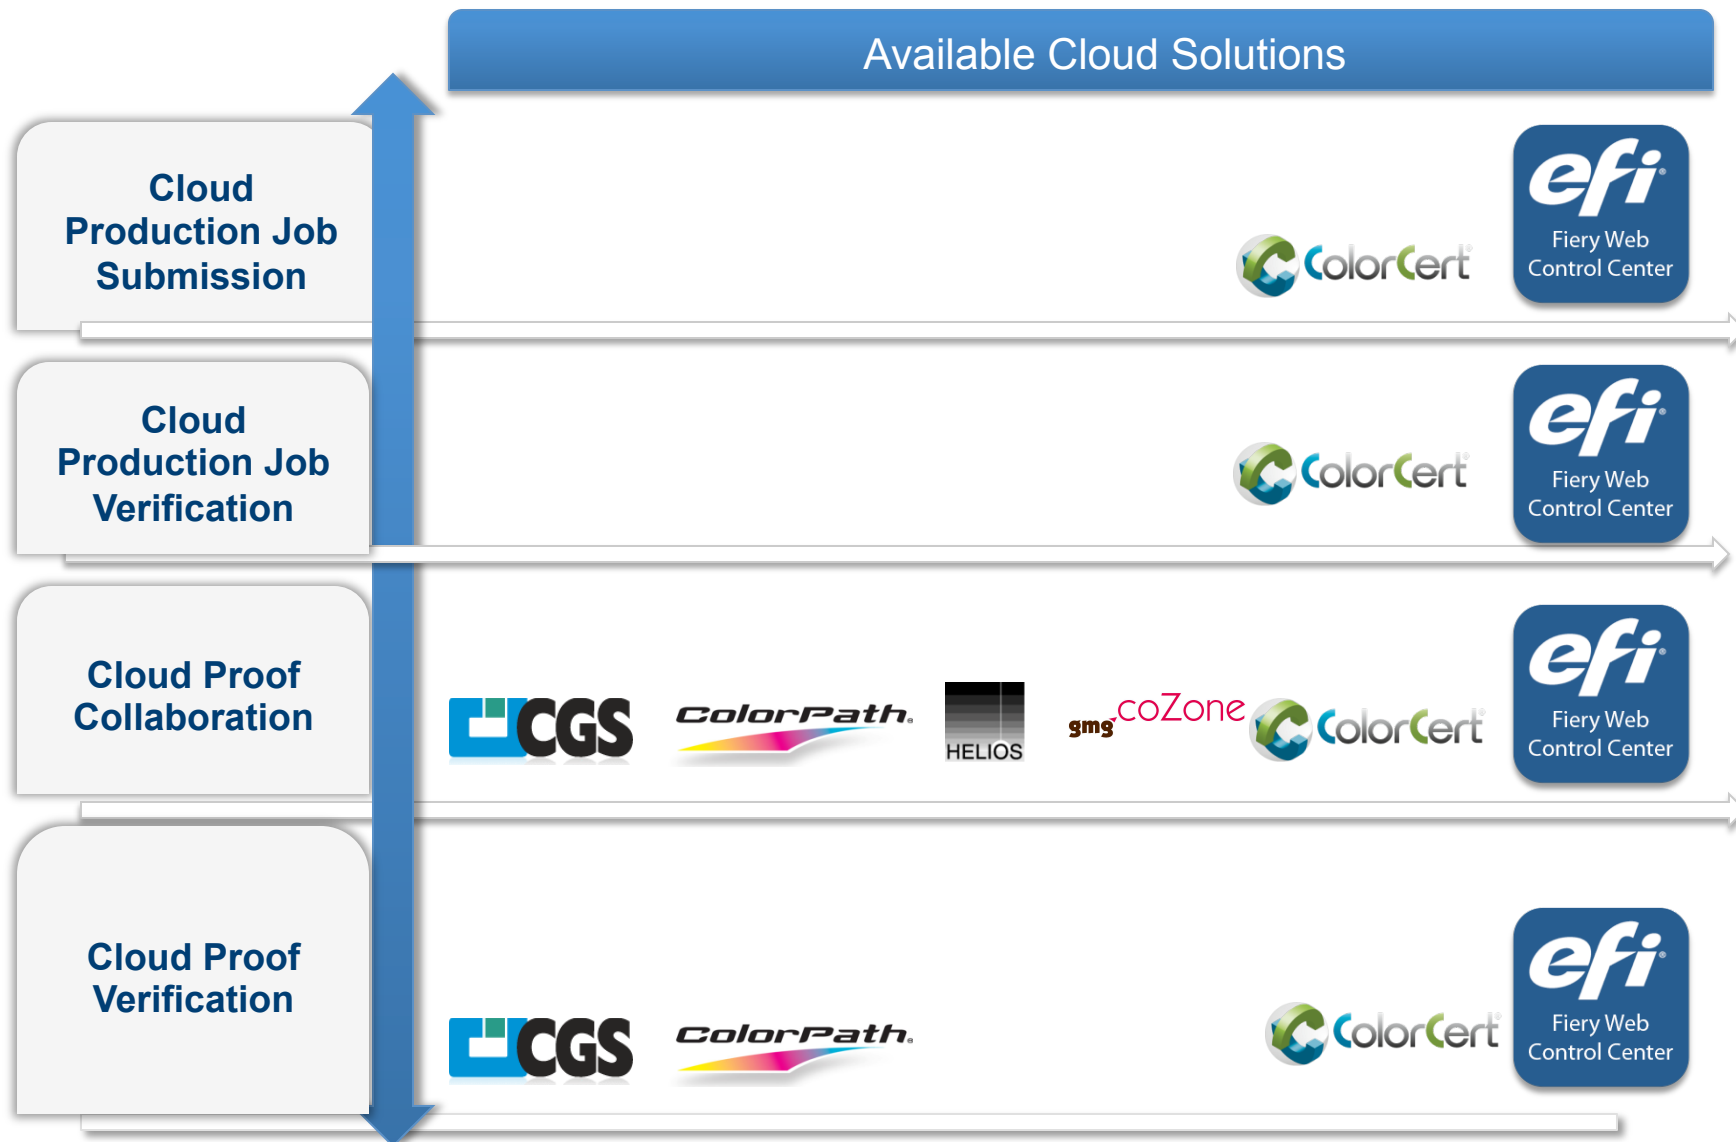 Available Cloud Solutions
Cloud
Production Job
Submission
ColorCert®
efi®
Fiery Web
Control Center
Cloud
Production Job
Verification
ColorCert®
efi®
Fiery Web
Control Center
Cloud Proof
Collaboration
CGS
ColorPath®
HELIOS
gmg coZone
ColorCert®
efi®
Fiery Web
Control Center
Cloud Proof
Verification
CGS
ColorPath®
ColorCert®
efi®
Fiery Web
Control Center